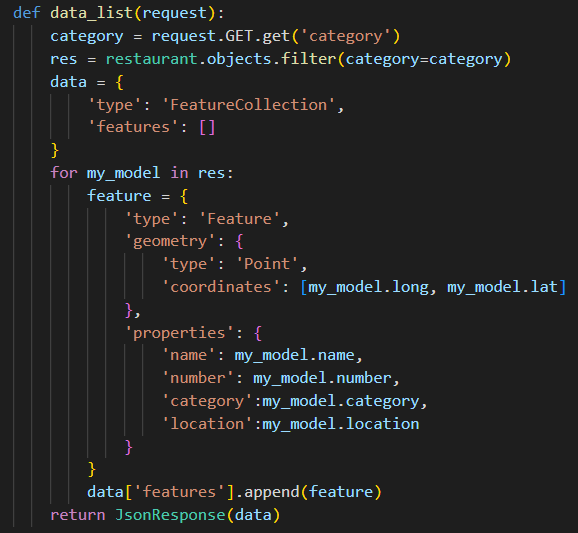 def data_list(request):
    category = request.GET.get('category')
    res = restaurant.objects.filter(category=category)
    data = {
        'type': 'FeatureCollection',
        'features': []
    }
    for my_model in res:
        feature = {
            'type': 'Feature',
            'geometry': {
                'type': 'Point',
                'coordinates': [my_model.long, my_model.lat]
            },
            'properties': {
                'name': my_model.name,
                'number': my_model.number,
                'category':my_model.category,
                'location':my_model.location
            }
        }
        data['features'].append(feature)
    return JsonResponse(data)